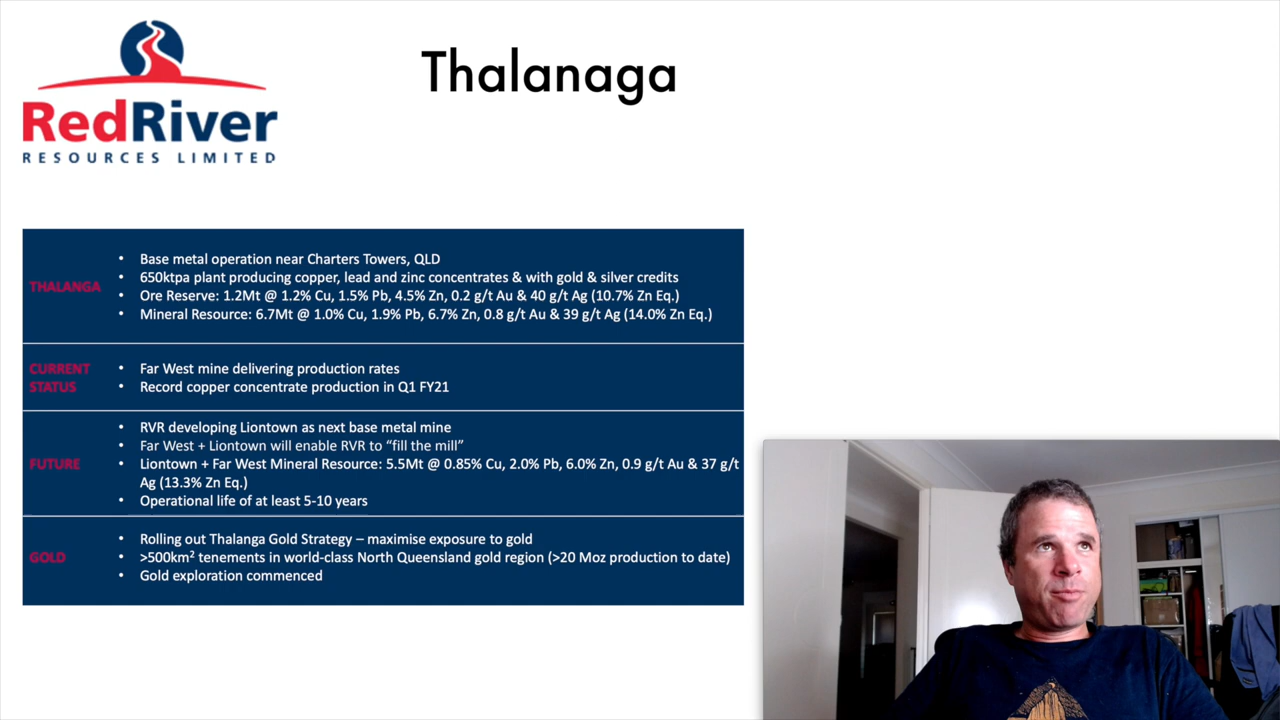 RedRiver
RESOURCES LIMITED
Thalanaga
THALANGA
• Base metal operation near Charters Towers, QLD
• 650ktpa plant producing copper, lead and zinc concentrates & with gold & silver credits
• Ore Reserve: 1.2Mt @ 1.2% Cu, 1.5% Pb, 4.5% Zn, 0.2 g/t Au & 40 g/t Ag (10.7% Zn Eq.)
• Mineral Resource: 6.7Mt @ 1.0% Cu, 1.9% Pb, 6.7% Zn, 0.8 g/t Au & 39 g/t Ag (14.0% Zn Eq.)
CURRENT
STATUS
• Far West mine delivering production rates
• Record copper concentrate production in Q1 FY21
FUTURE
• RVR developing Liontown as next base metal mine
• Far West + Liontown will enable RVR to “fill the mill”
• Liontown + Far West Mineral Resource: 5.5Mt @ 0.85% Cu, 2.0% Pb, 6.0% Zn, 0.9 g/t Au & 37 g/t
Ag (13.3% Zn Eq.)
• Operational life of at least 5-10 years
GOLD
• Rolling out Thalanga Gold Strategy – maximise exposure to gold
• >500km² tenements in world-class North Queensland gold region (>20 Moz production to date)
• Gold exploration commenced